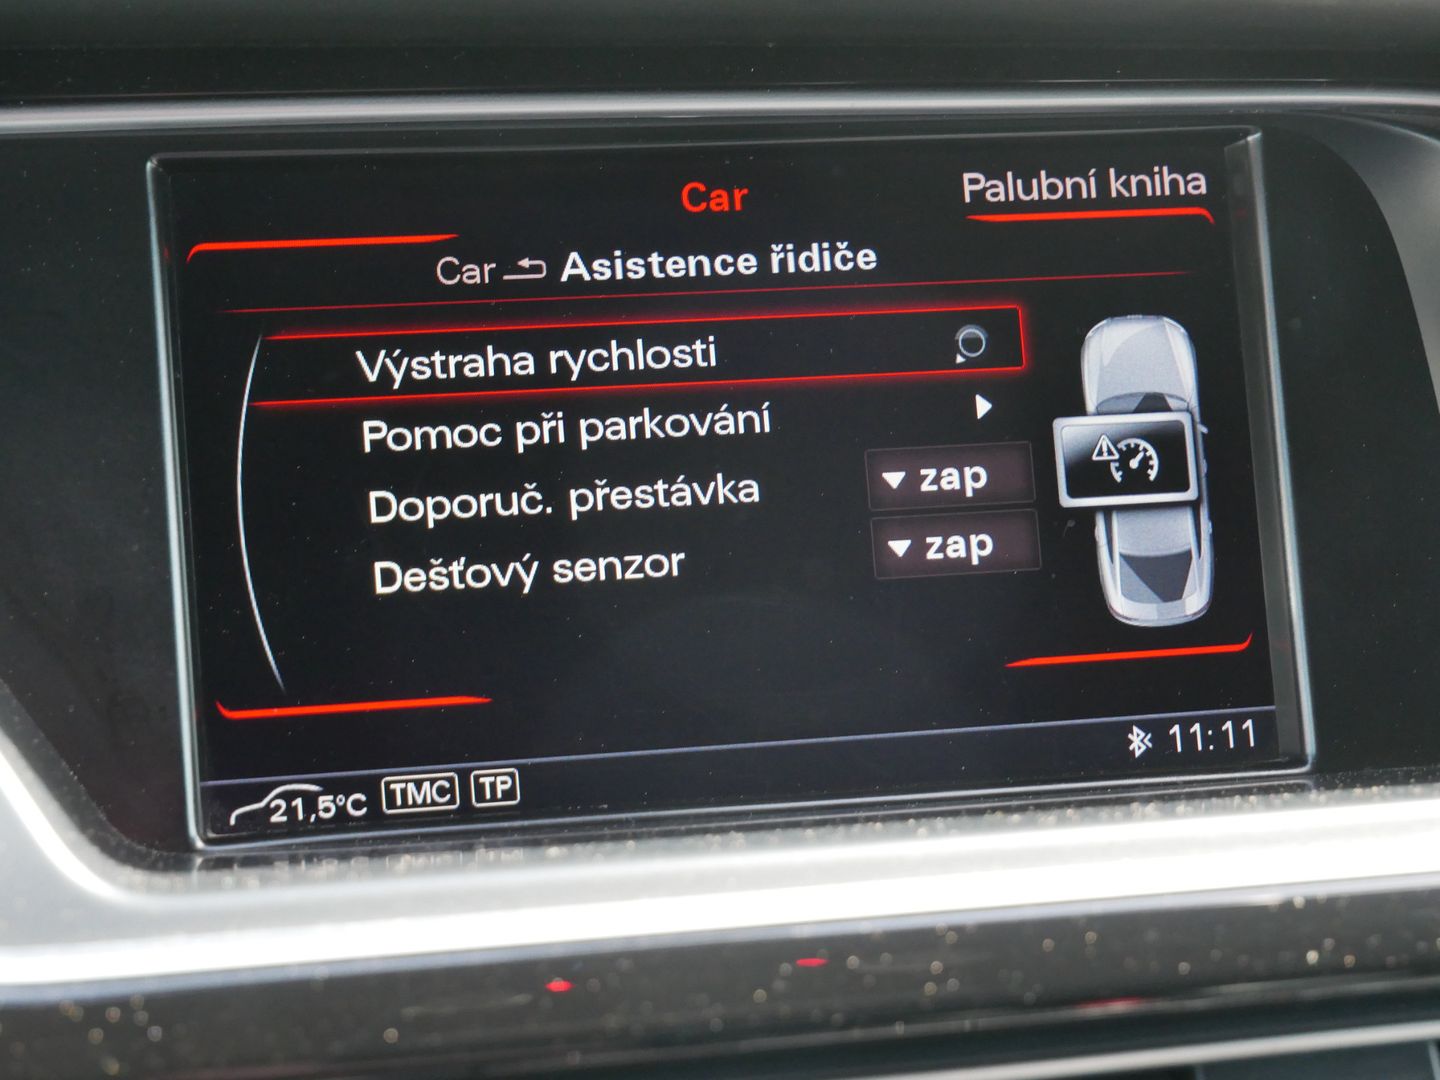 Car
Palubní kniha
Car Asistence řidiče
Výstraha rychlosti
Pomoc při parkování
Doporuč. přestávka zap
Dešťový senzor zap
11:11
21,5°C TMC TP